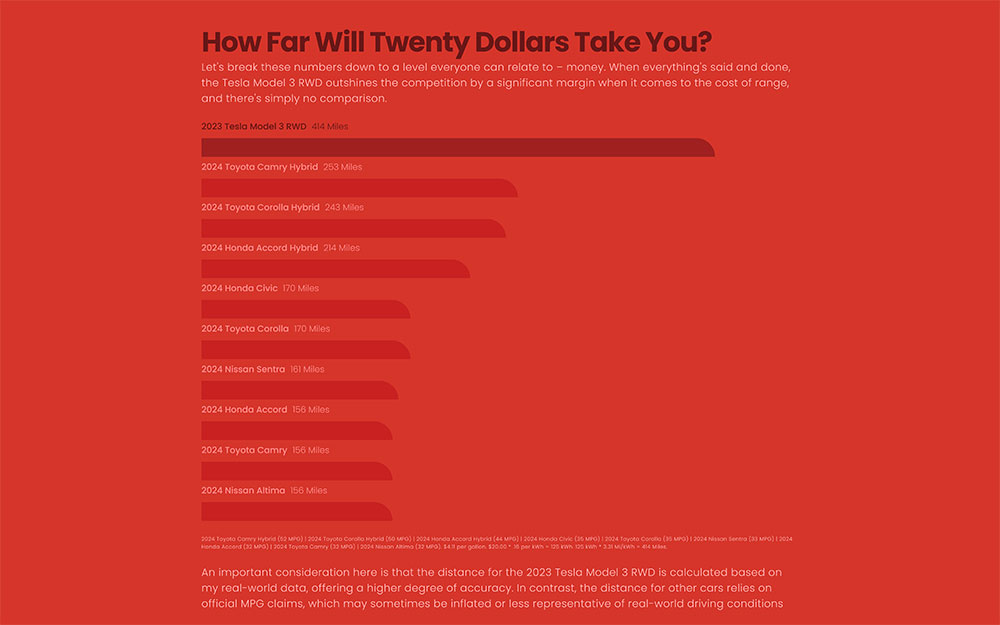 How Far Will Twenty Dollars Take You?
Let's break these numbers down to a level everyone can relate to – money. When everything's said and done,
the Tesla Model 3 RWD outshines the competition by a significant margin when it comes to the cost of range,
and there's simply no comparison.
2023 Tesla Model 3 RWD 414 Miles
2024 Toyota Camry Hybrid 253 Miles
2024 Toyota Corolla Hybrid 243 Miles
2024 Honda Accord Hybrid 214 Miles
2024 Honda Civic 170 Miles
2024 Toyota Corolla 170 Miles
2024 Nissan Sentra 161 Miles
2024 Honda Accord 156 Miles
2024 Toyota Camry 156 Miles
2024 Nissan Altima 156 Miles
2024 Toyota Camry Hybrid (52 MPG) | 2024 Toyota Corolla Hybrid (50 MPG) | 2024 Honda Accord Hybrid (44 MPG) | 2024 Honda Civic (35 MPG) | 2024 Toyota Corolla (35 MPG) | 2024 Nissan Sentra (33 MPG) | 2024
Honda Accord (32 MPG) | 2024 Toyota Camry (32 MPG) | 2024 Nissan Altima (32 MPG). $4.11 per gallon. $20.00 * .16 per kWh = 125 kWh. 125 kWh * 3.31 Mi/kWh = 414 Miles.
An important consideration here is that the distance for the 2023 Tesla Model 3 RWD is calculated based on
my real-world data, offering a higher degree of accuracy. In contrast, the distance for other cars relies on
official MPG claims, which may sometimes be inflated or less representative of real-world driving conditions